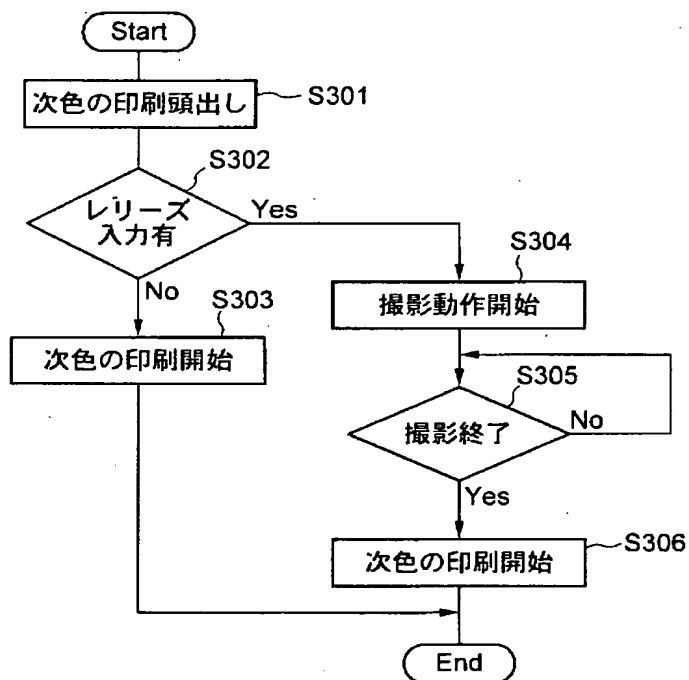 Start
次色の印刷頭出し
S301
S302
レリーズ
入力有
Yes
No
S303
次色の印刷開始
S304
撮影動作開始
S305
撮影終了
No
Yes
次色の印刷開始
S306
End